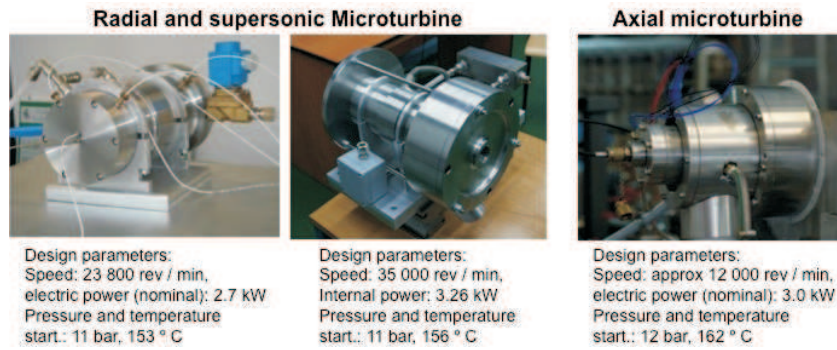 Radial and supersonic Microturbine
Axial microturbine
Design parameters:
Speed: 23 800 rev / min,
electric power (nominal): 2.7 kW
Pressure and temperature
start.: 11 bar, 153 º C
Design parameters:
Speed: 35 000 rev / min,
Internal power: 3.26 kW
Pressure and temperature
start.: 11 bar, 156 º C
Design parameters:
Speed: approx 12 000 rev / min,
electric power (nominal): 3.0 kW
Pressure and temperature
start.: 12 bar, 162 º C